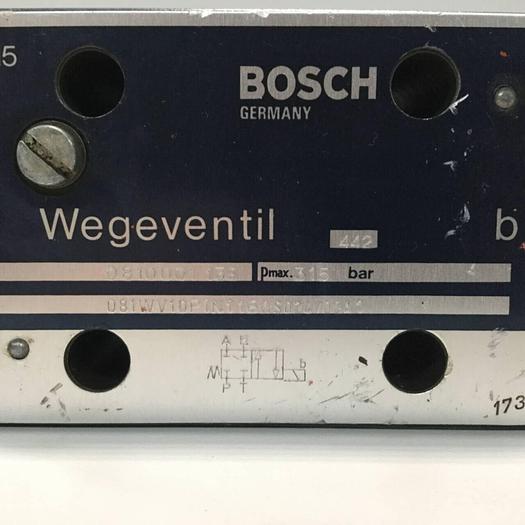 5
BOSCH
GERMANY
Wegeventil 442 b
Pmax. 315 bar
A B
b
P T
173